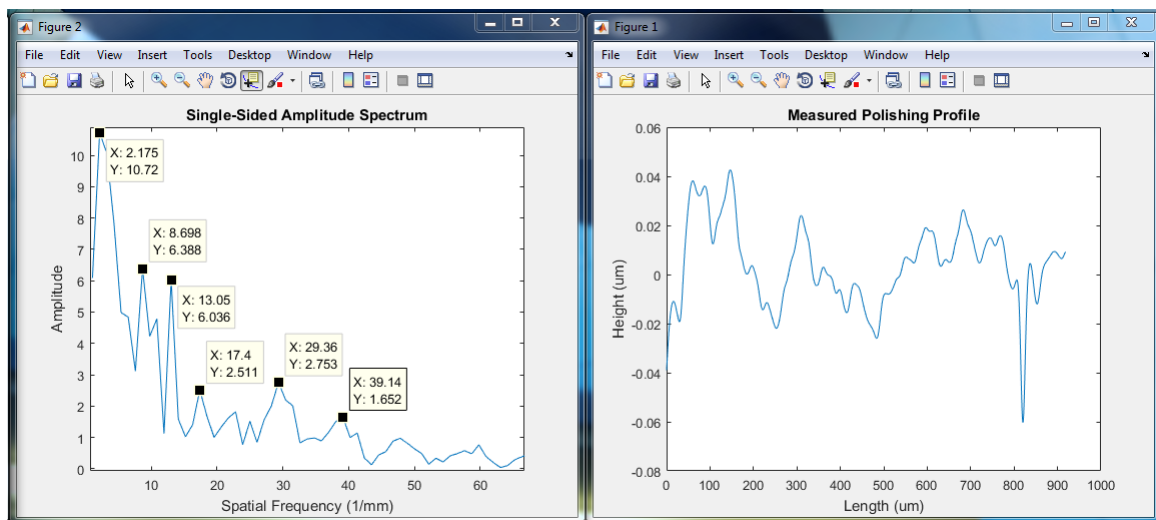 Figure 2
File Edit View Insert Tools Desktop Window Help
Single-Sided Amplitude Spectrum
10
9
8
7
6
5
4
3
2
1
0
Amplitude
X: 2.175
Y: 10.72
X: 8.698
Y: 6.388
X: 13.05
Y: 6.036
X: 17.4
Y: 2.511
X: 29.36
Y: 2.753
X: 39.14
Y: 1.652
10 20 30 40 50 60
Spatial Frequency (1/mm)
Figure 1
File Edit View Insert Tools Desktop Window Help
Measured Polishing Profile
0.06
0.04
0.02
0
-0.02
-0.04
-0.06
-0.08
Height (um)
0 100 200 300 400 500 600 700 800 900 1000
Length (um)